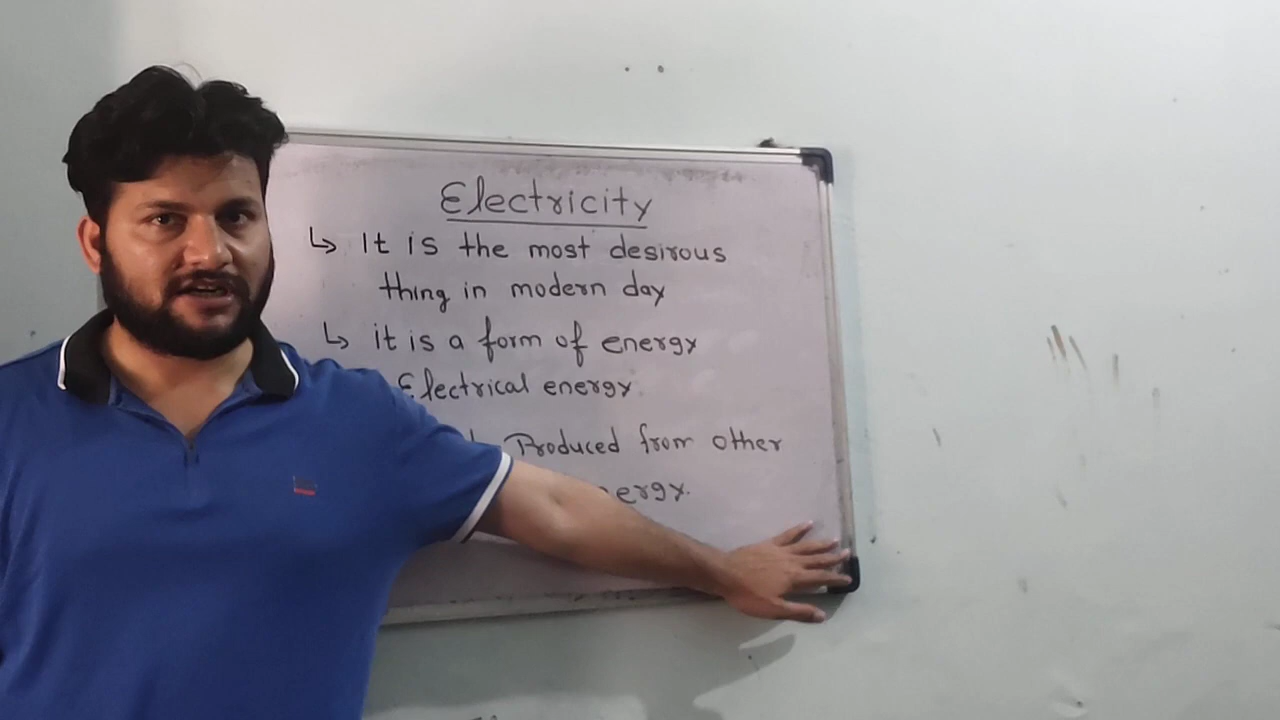 Electricity
↳ It is the most desirous
thing in modern day
↳ it is a form of energy
Electrical energy.
Produced from other